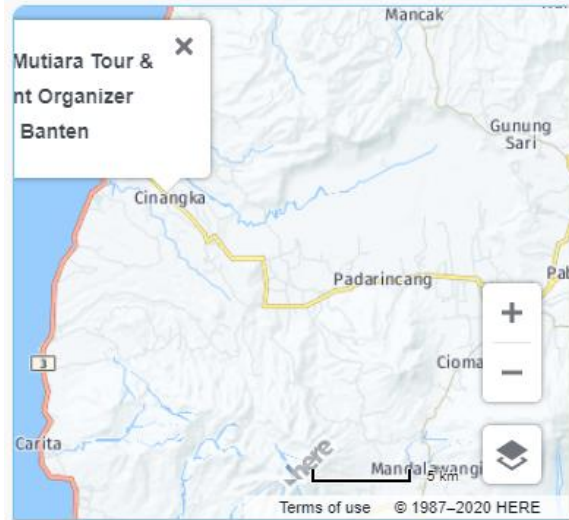 Mancak
Mutiara Tour &
nt Organizer
Banten
Gunung
Sari
Cinangka
Padarincang
Pab
+
Cioma
−
3
Carita
here
Mandalawangi
5 km
Terms of use © 1987–2020 HERE